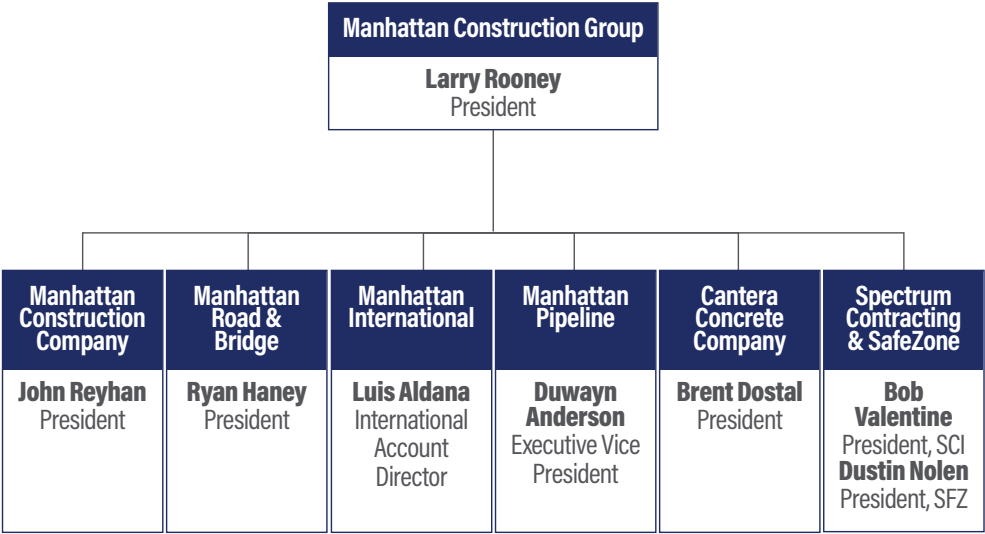 Manhattan Construction Group
Larry Rooney
President
Manhattan
Construction
Company
John Reyhan
President
Manhattan
Road &
Bridge
Ryan Haney
President
Manhattan
International
Luis Aldana
International
Account
Director
Manhattan
Pipeline
Duwayn
Anderson
Executive Vice
President
Cantera
Concrete
Company
Brent Dostal
President
Spectrum
Contracting
& SafeZone
Bob
Valentine
President, SCI
Dustin Nolen
President, SFZ